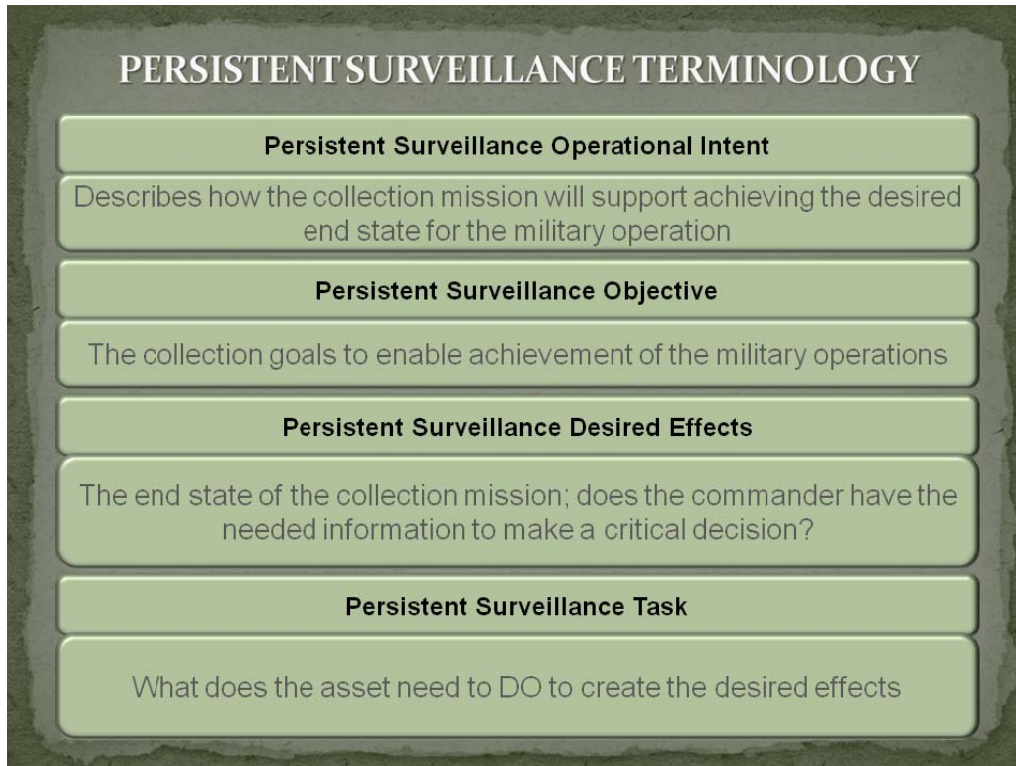 PERSISTENT SURVEILLANCE TERMINOLOGY
Persistent Surveillance Operational Intent
Describes how the collection mission will support achieving the desired
end state for the military operation
Persistent Surveillance Objective
The collection goals to enable achievement of the military operations
Persistent Surveillance Desired Effects
The end state of the collection mission; does the commander have the
needed information to make a critical decision?
Persistent Surveillance Task
What does the asset need to DO to create the desired effects